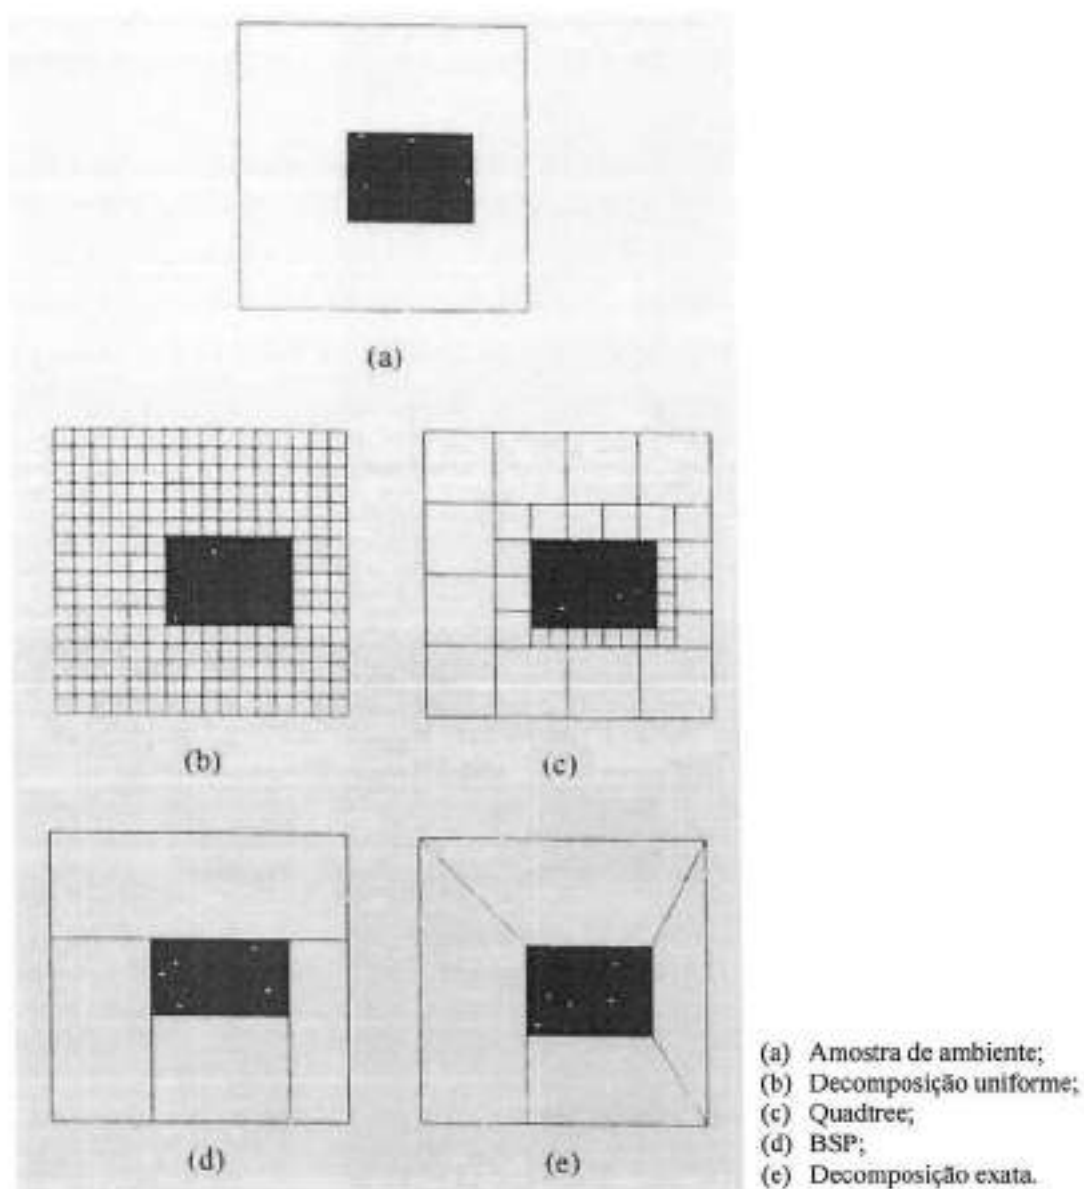 (a)
(b)
(c)
(d)
(e)
(a) Amostra de ambiente;
(b) Decomposição uniforme;
(c) Quadtree;
(d) BSP;
(e) Decomposição exata.